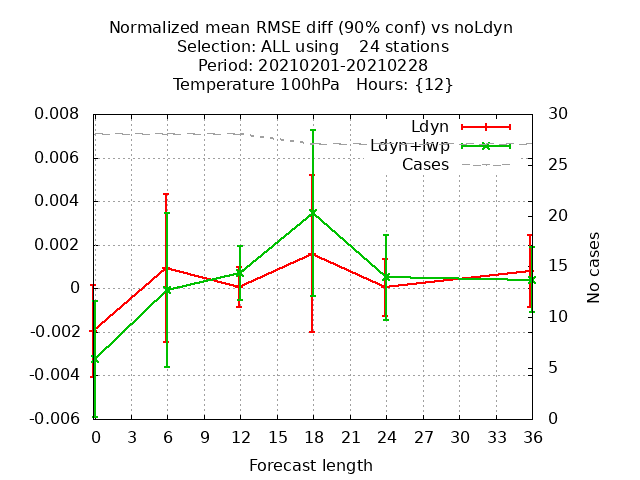 Normalized mean RMSE diff (90% conf) vs noLdyn
Selection: ALL using    24 stations
Period: 20210201-20210228
Temperature 100hPa   Hours: {12}
0.008
0.006
0.004
0.002
0
-0.002
-0.004
-0.006
30
25
20
15
10
5
0
Ldyn
Ldyn+lwp
Cases
No cases
0 3 6 9 12 15 18 21 24 27 30 33 36
Forecast length